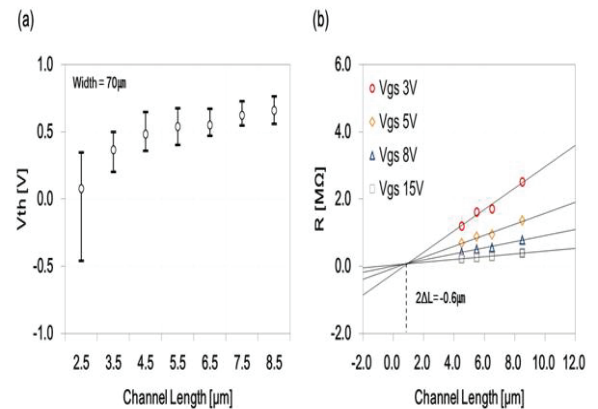 (a)
(b)
Width = 70㎛
Vth [V]
1.0
0.5
0.0
-0.5
-1.0
2.5 3.5 4.5 5.5 6.5 7.5 8.5
Channel Length [㎛]
Vgs 3V
Vgs 5V
Vgs 8V
Vgs 15V
R [MΩ]
6.0
4.0
2.0
0.0
-2.0
2ΔL= -0.6㎛
-2.0 0.0 2.0 4.0 6.0 8.0 10.0 12.0
Channel Length [㎛]